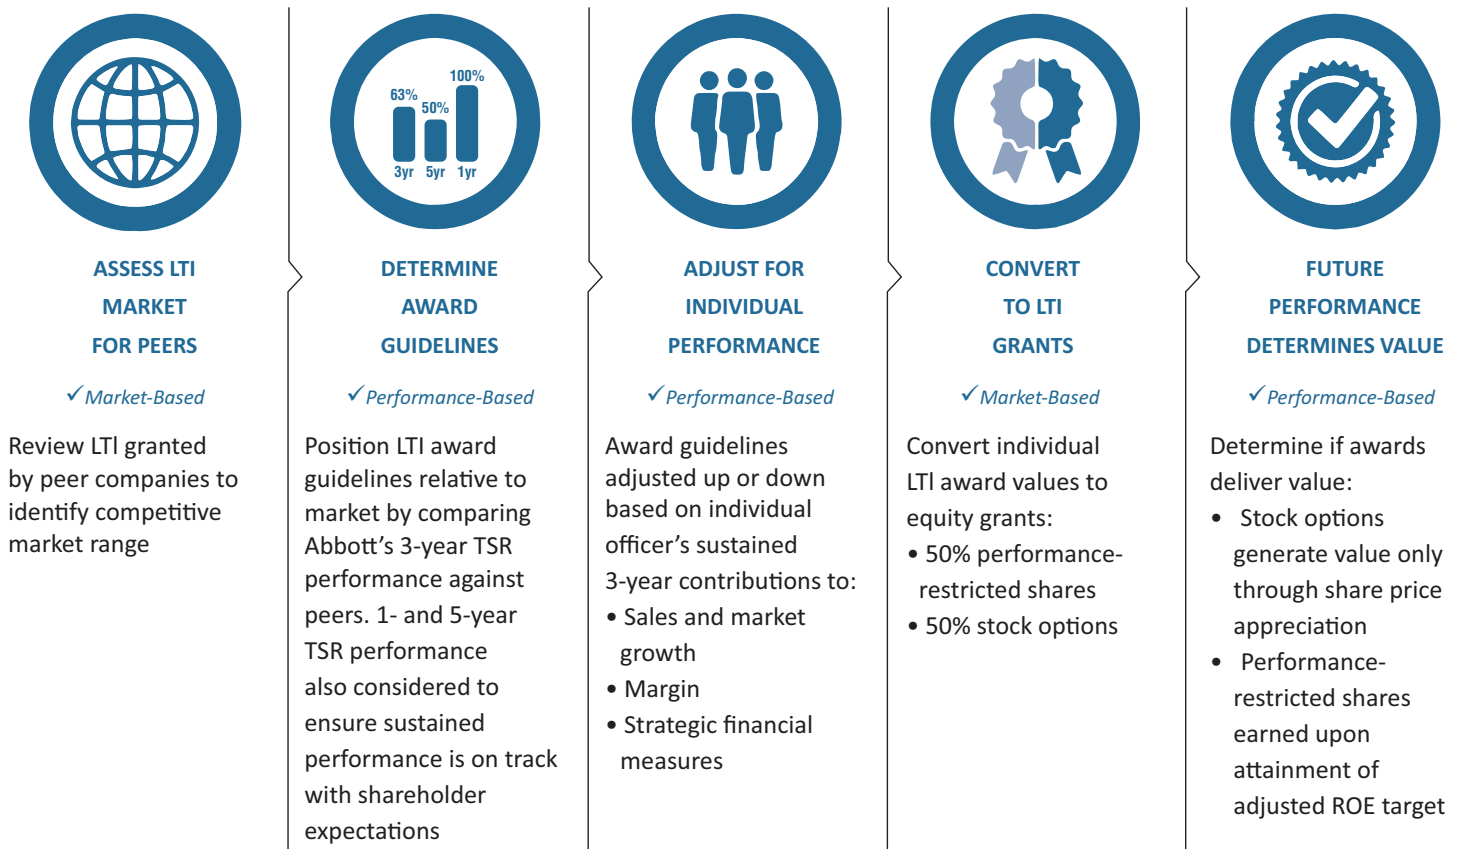 ASSESS LTI
MARKET
FOR PEERS
✓Market-Based
Review LTI granted
by peer companies to
identify competitive
market range
63%
50%
100%
3yr 5yr 1yr
DETERMINE
AWARD
GUIDELINES
✓Performance-Based
Position LTI award
guidelines relative to
market by comparing
Abbott’s 3-year TSR
performance against
peers. 1- and 5-year
TSR performance
also considered to
ensure sustained
performance is on track
with shareholder
expectations
ADJUST FOR
INDIVIDUAL
PERFORMANCE
✓Performance-Based
Award guidelines
adjusted up or down
based on individual
officer’s sustained
3-year contributions to:
• Sales and market
growth
• Margin
• Strategic financial
measures
CONVERT
TO LTI
GRANTS
✓Market-Based
Convert individual
LTI award values to
equity grants:
• 50% performance-
restricted shares
• 50% stock options
FUTURE
PERFORMANCE
DETERMINES VALUE
✓Performance-Based
Determine if awards
deliver value:
• Stock options
generate value only
through share price
appreciation
• Performance-
restricted shares
earned upon
attainment of
adjusted ROE target